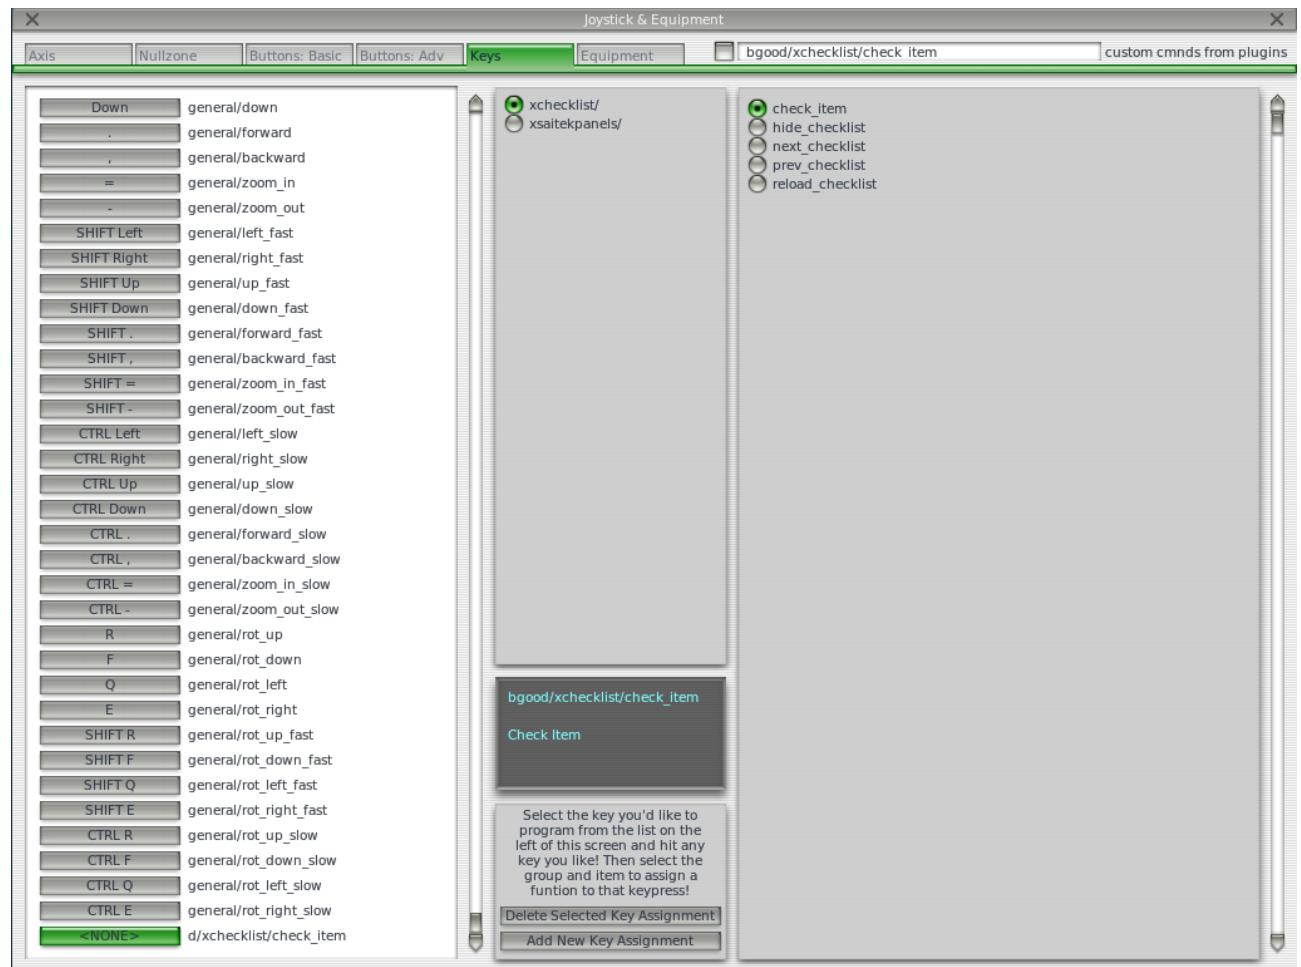 Joystick & Equipment
Axis
Nullzone
Buttons: Basic
Buttons: Adv
Keys
Equipment
bgood/xchecklist/check_item
custom cmnds from plugins
Down general/down
. general/forward
, general/backward
= general/zoom_in
- general/zoom_out
SHIFT Left general/left_fast
SHIFT Right general/right_fast
SHIFT Up general/up_fast
SHIFT Down general/down_fast
SHIFT . general/forward_fast
SHIFT , general/backward_fast
SHIFT = general/zoom_in_fast
SHIFT - general/zoom_out_fast
CTRL Left general/left_slow
CTRL Right general/right_slow
CTRL Up general/up_slow
CTRL Down general/down_slow
CTRL . general/forward_slow
CTRL , general/backward_slow
CTRL = general/zoom_in_slow
CTRL - general/zoom_out_slow
R general/rot_up
F general/rot_down
Q general/rot_left
E general/rot_right
SHIFT R general/rot_up_fast
SHIFT F general/rot_down_fast
SHIFT Q general/rot_left_fast
SHIFT E general/rot_right_fast
CTRL R general/rot_up_slow
CTRL F general/rot_down_slow
CTRL Q general/rot_left_slow
CTRL E general/rot_right_slow
<NONE> d/xchecklist/check_item
xchecklist/
xsaitekpanels/
bgood/xchecklist/check_item
Check Item
Select the key you'd like to
program from the list on the
left of this screen and hit any
key you like! Then select the
group and item to assign a
funtion to that keypress!
Delete Selected Key Assignment
Add New Key Assignment
check_item
hide_checklist
next_checklist
prev_checklist
reload_checklist